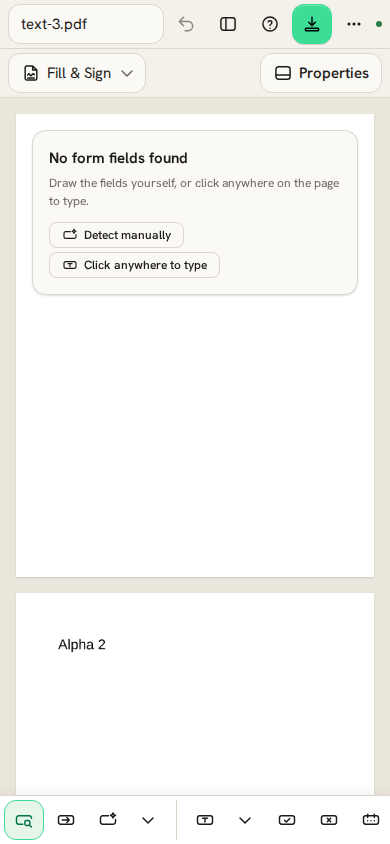 text-3.pdf
Fill & Sign
Properties
No form fields found
Draw the fields yourself, or click anywhere on the page
to type.
Detect manually
Click anywhere to type
Alpha 2